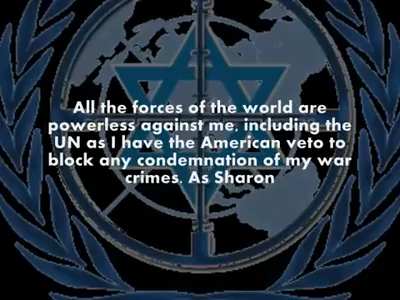 All the forces of the world are
powerless against me, including the
UN as I have the American veto to
block any condemnation of my war
crimes. As Sharon